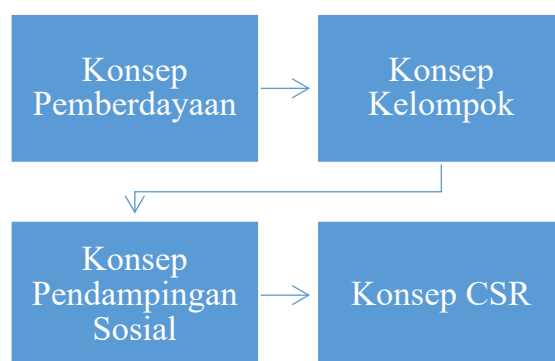 Konsep
Pemberdayaan
Konsep
Kelompok
Konsep
Pendampingan
Sosial
Konsep CSR